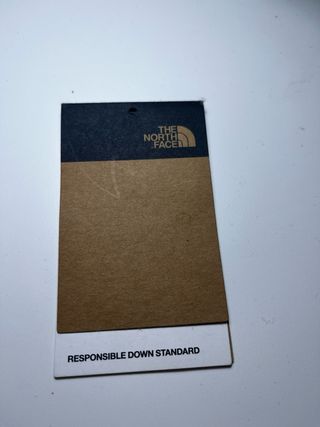 THE
NORTH
FACE
RESPONSIBLE DOWN STANDARD